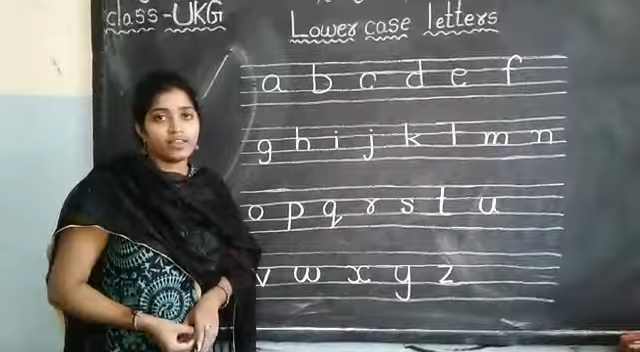 class-UKG
Lower case letters
a b c d e f
g h i j k l m n
o p q r s t u
v w x y z